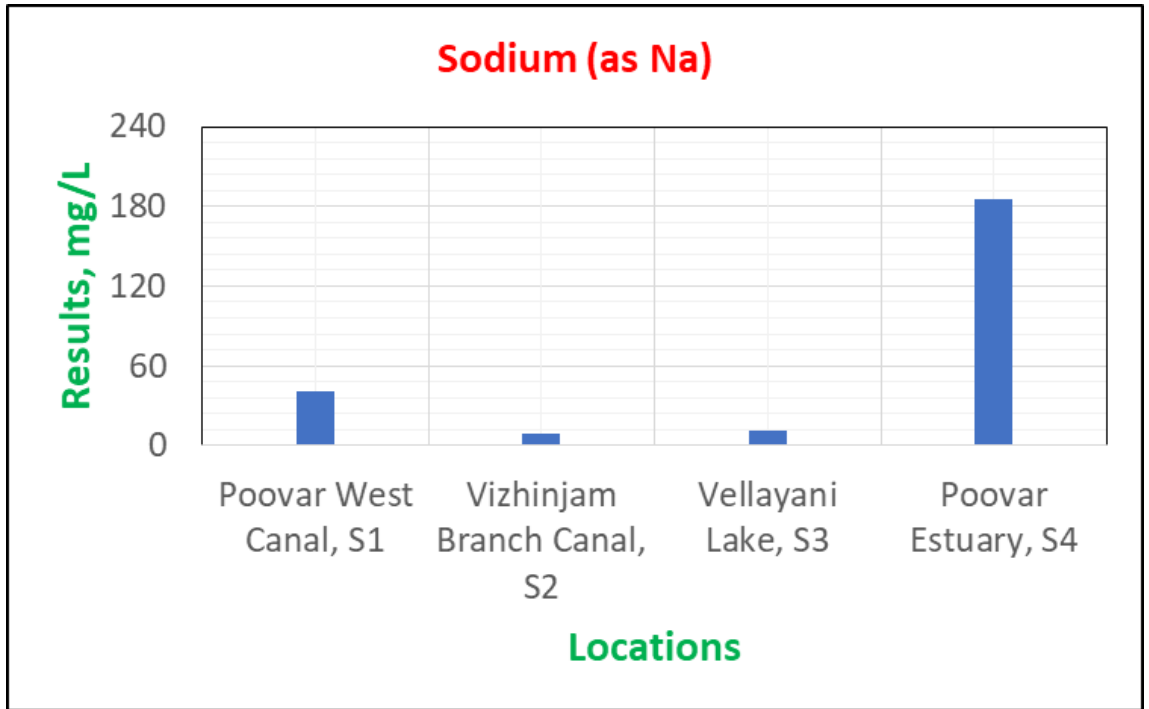 Sodium (as Na)
Results, mg/L
240
180
120
60
0
Poovar West
Canal, S1
Vizhinjam
Branch Canal,
S2
Vellayani
Lake, S3
Poovar
Estuary, S4
Locations